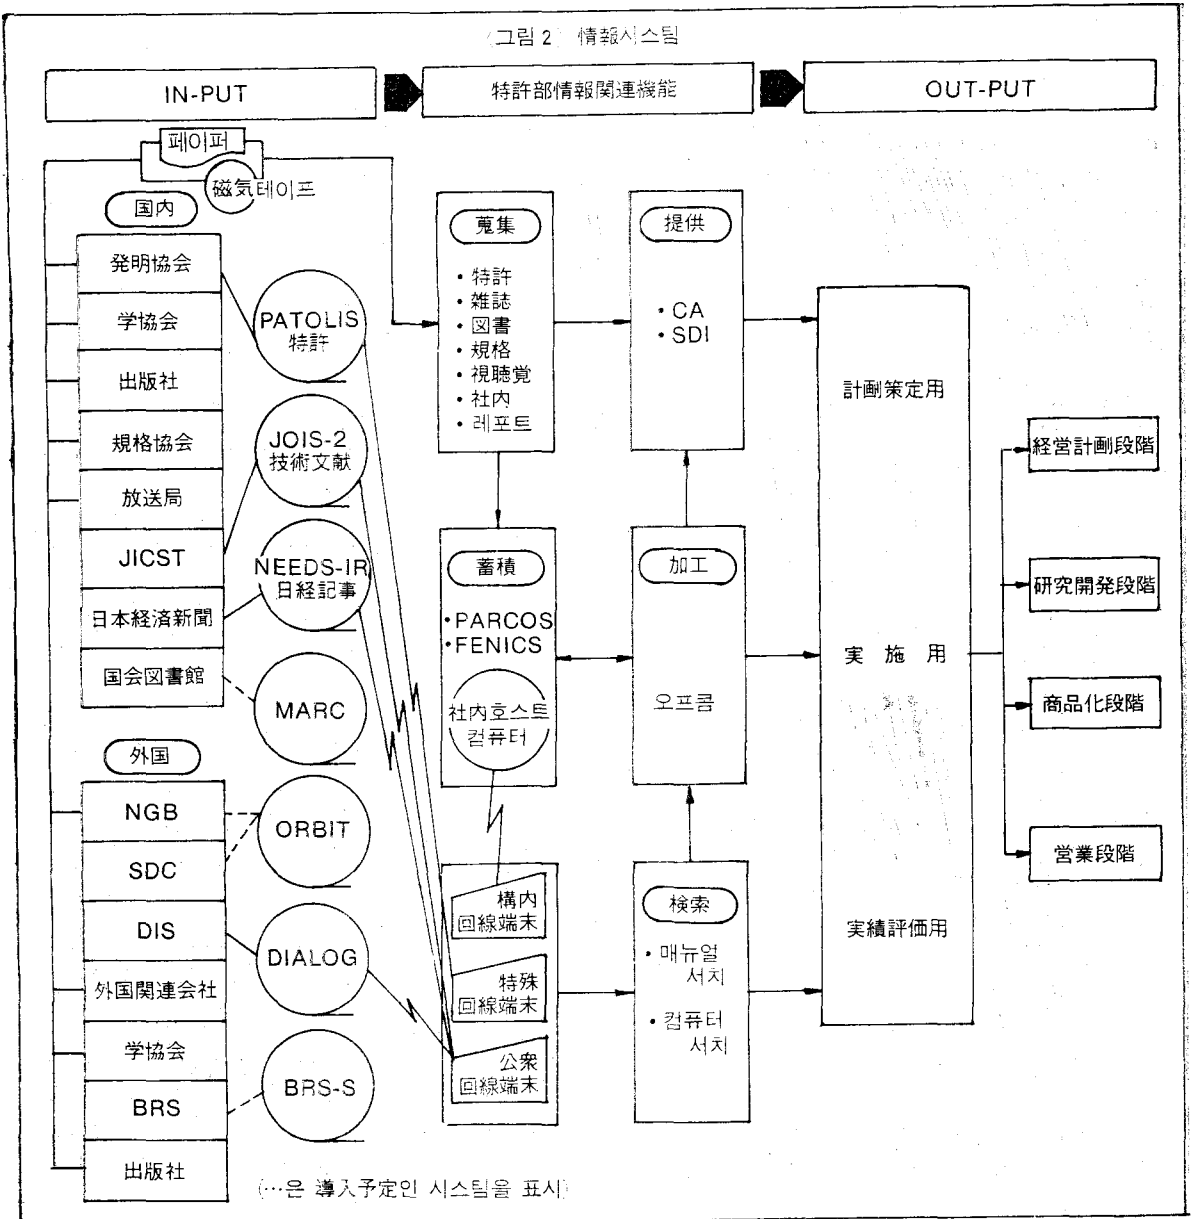 〈그림 2〉 情報시스팀
IN-PUT
特許部情報関連機能
OUT-PUT
페이퍼
磁気테이프
国内
発明協会
学協会
出版社
規格協会
放送局
JICST
日本経済新聞
国会図書館
PATOLIS
特許
JOIS-2
技術文献
NEEDS-IR
日経記事
MARC
外国
NGB
SDC
DIS
外国関連会社
学協会
BRS
出版社
ORBIT
DIALOG
BRS-S
(…은 導入予定인 시스팀을 표시)
蒐集
• 特許
• 雑誌
• 図書
• 規格
• 視聴覚
• 社内
• 레포트
蓄積
•PARCOS
•FENICS
社内호스트
컴퓨터
構内
回線端末
特殊
回線端末
公衆
回線端末
提供
• CA
• SDI
加工
오프콤
検索
• 매뉴얼
서치
• 컴퓨터
서치
計劃策定用
実 施 用
実績評価用
経営計劃段階
研究開発段階
商品化段階
営業段階